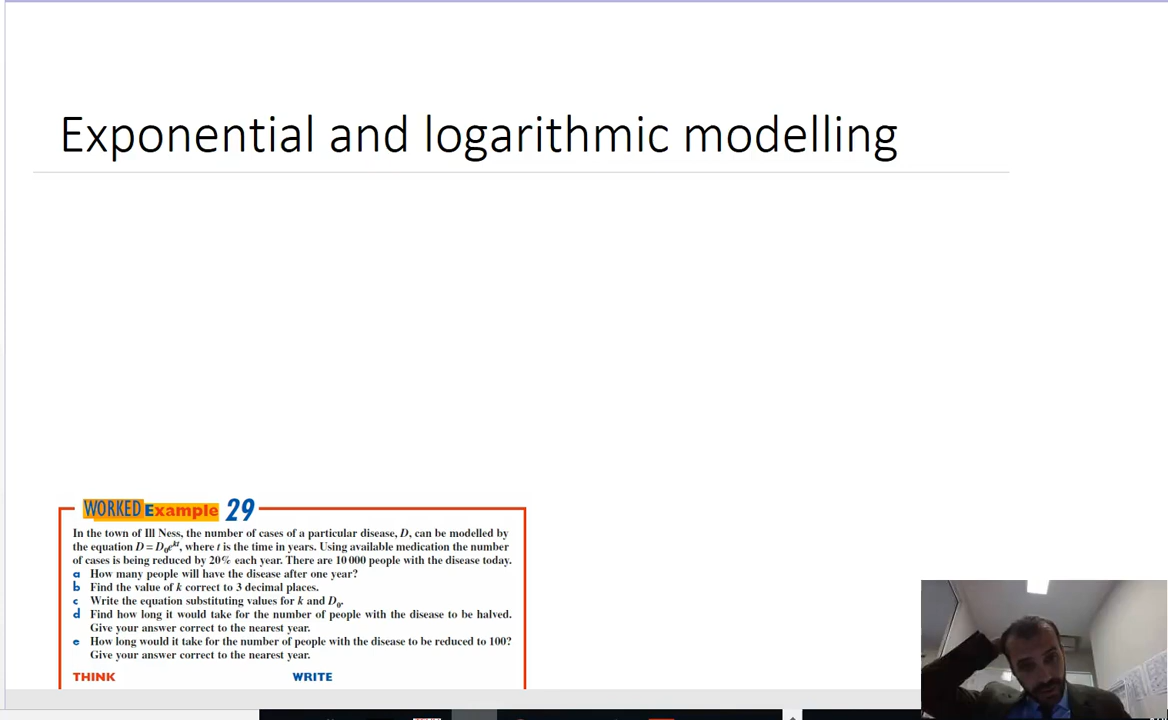 Exponential and logarithmic modelling
WORKED Example 29
In the town of Ill Ness, the number of cases of a particular disease, D, can be modelled by
the equation D = D₀eᵏᵗ, where t is the time in years. Using available medication the number
of cases is being reduced by 20% each year. There are 10 000 people with the disease today.
a How many people will have the disease after one year?
b Find the value of k correct to 3 decimal places.
c Write the equation substituting values for k and D₀.
d Find how long it would take for the number of people with the disease to be halved.
Give your answer correct to the nearest year.
e How long would it take for the number of people with the disease to be reduced to 100?
Give your answer correct to the nearest year.
THINK WRITE